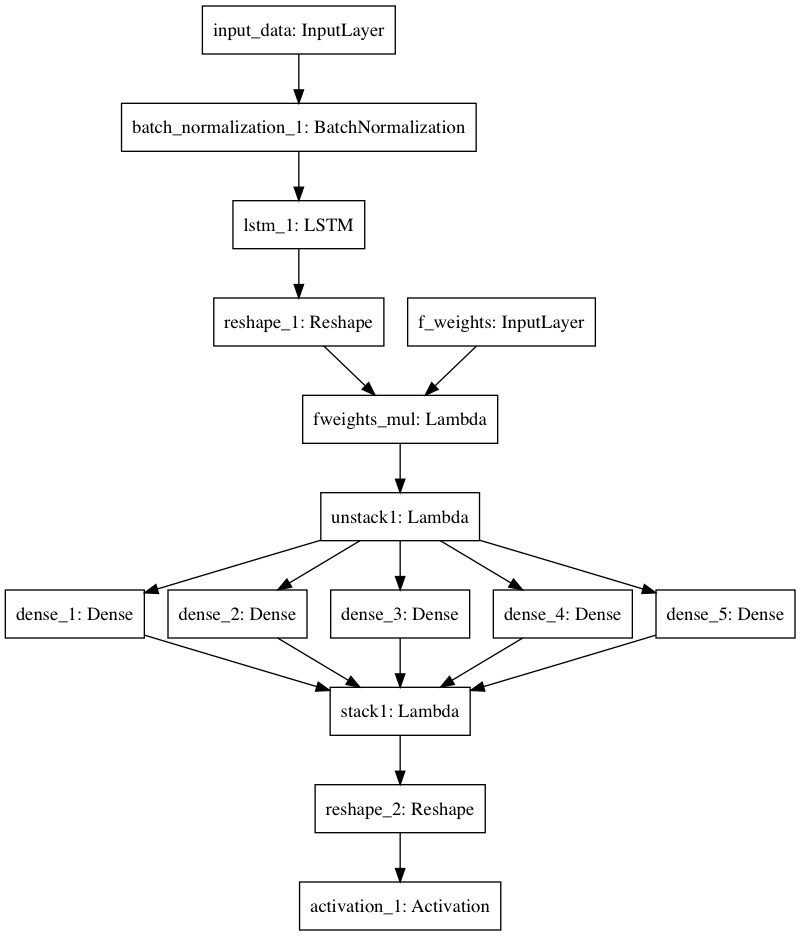 input_data: InputLayer
batch_normalization_1: BatchNormalization
lstm_1: LSTM
reshape_1: Reshape
f_weights: InputLayer
fweights_mul: Lambda
unstack1: Lambda
dense_1: Dense
dense_2: Dense
dense_3: Dense
dense_4: Dense
dense_5: Dense
stack1: Lambda
reshape_2: Reshape
activation_1: Activation